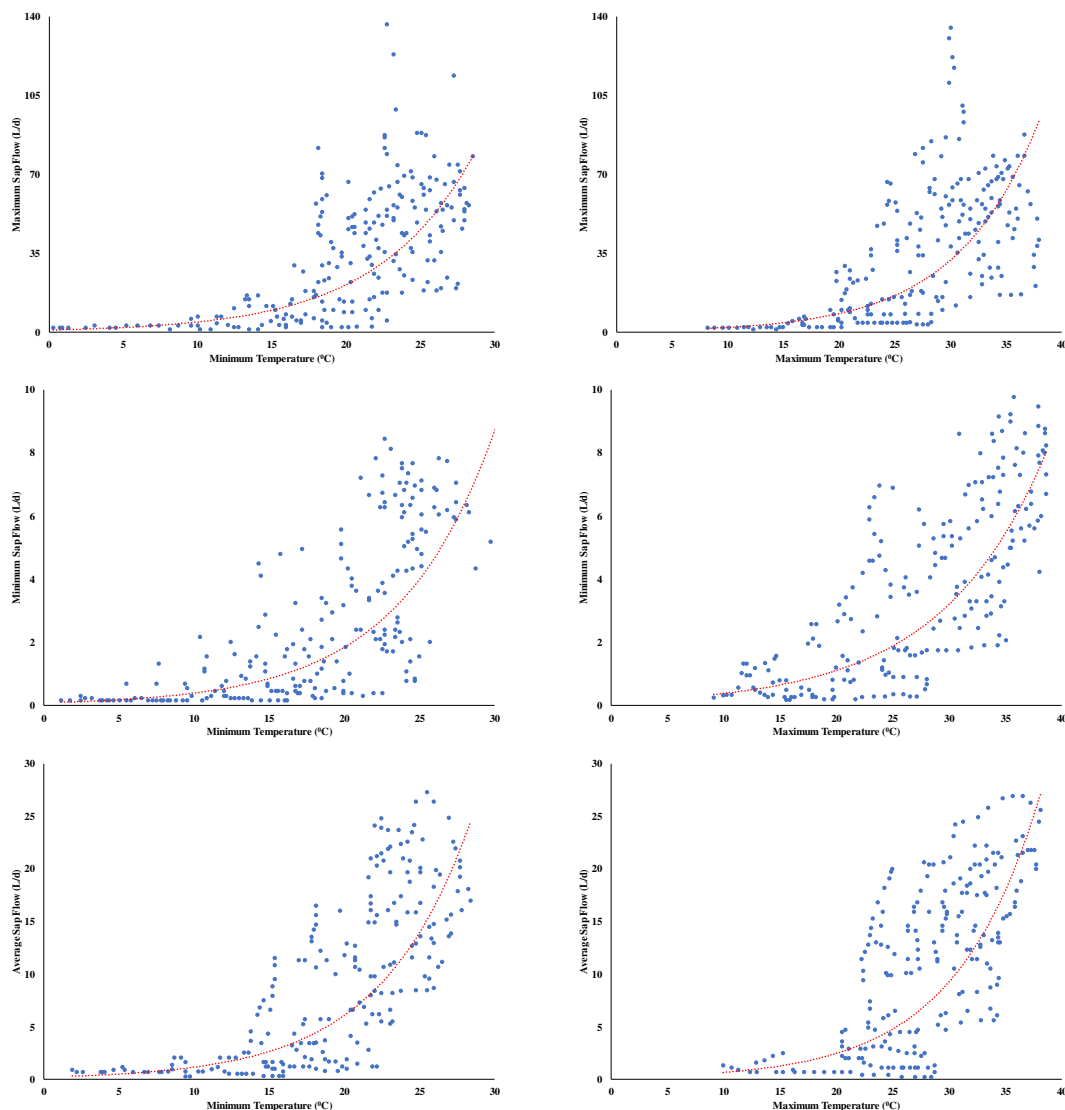 Maximum Sap Flow (L/d)
140
105
70
35
0
0 5 10 15 20 25 30
Minimum Temperature (⁰C)
Maximum Sap Flow (L/d)
140
105
70
35
0
0 5 10 15 20 25 30 35 40
Maximum Temperature (⁰C)
Minimum Sap Flow (L/d)
10
8
6
4
2
0
0 5 10 15 20 25 30
Minimum Temperature (⁰C)
Minimum Sap Flow (L/d)
10
8
6
4
2
0
0 5 10 15 20 25 30 35 40
Maximum Temperature (⁰C)
Average Sap Flow (L/d)
30
25
20
15
10
5
0
0 5 10 15 20 25 30
Minimum Temperature (⁰C)
Average Sap Flow (L/d)
30
25
20
15
10
5
0
0 5 10 15 20 25 30 35 40
Maximum Temperature (⁰C)